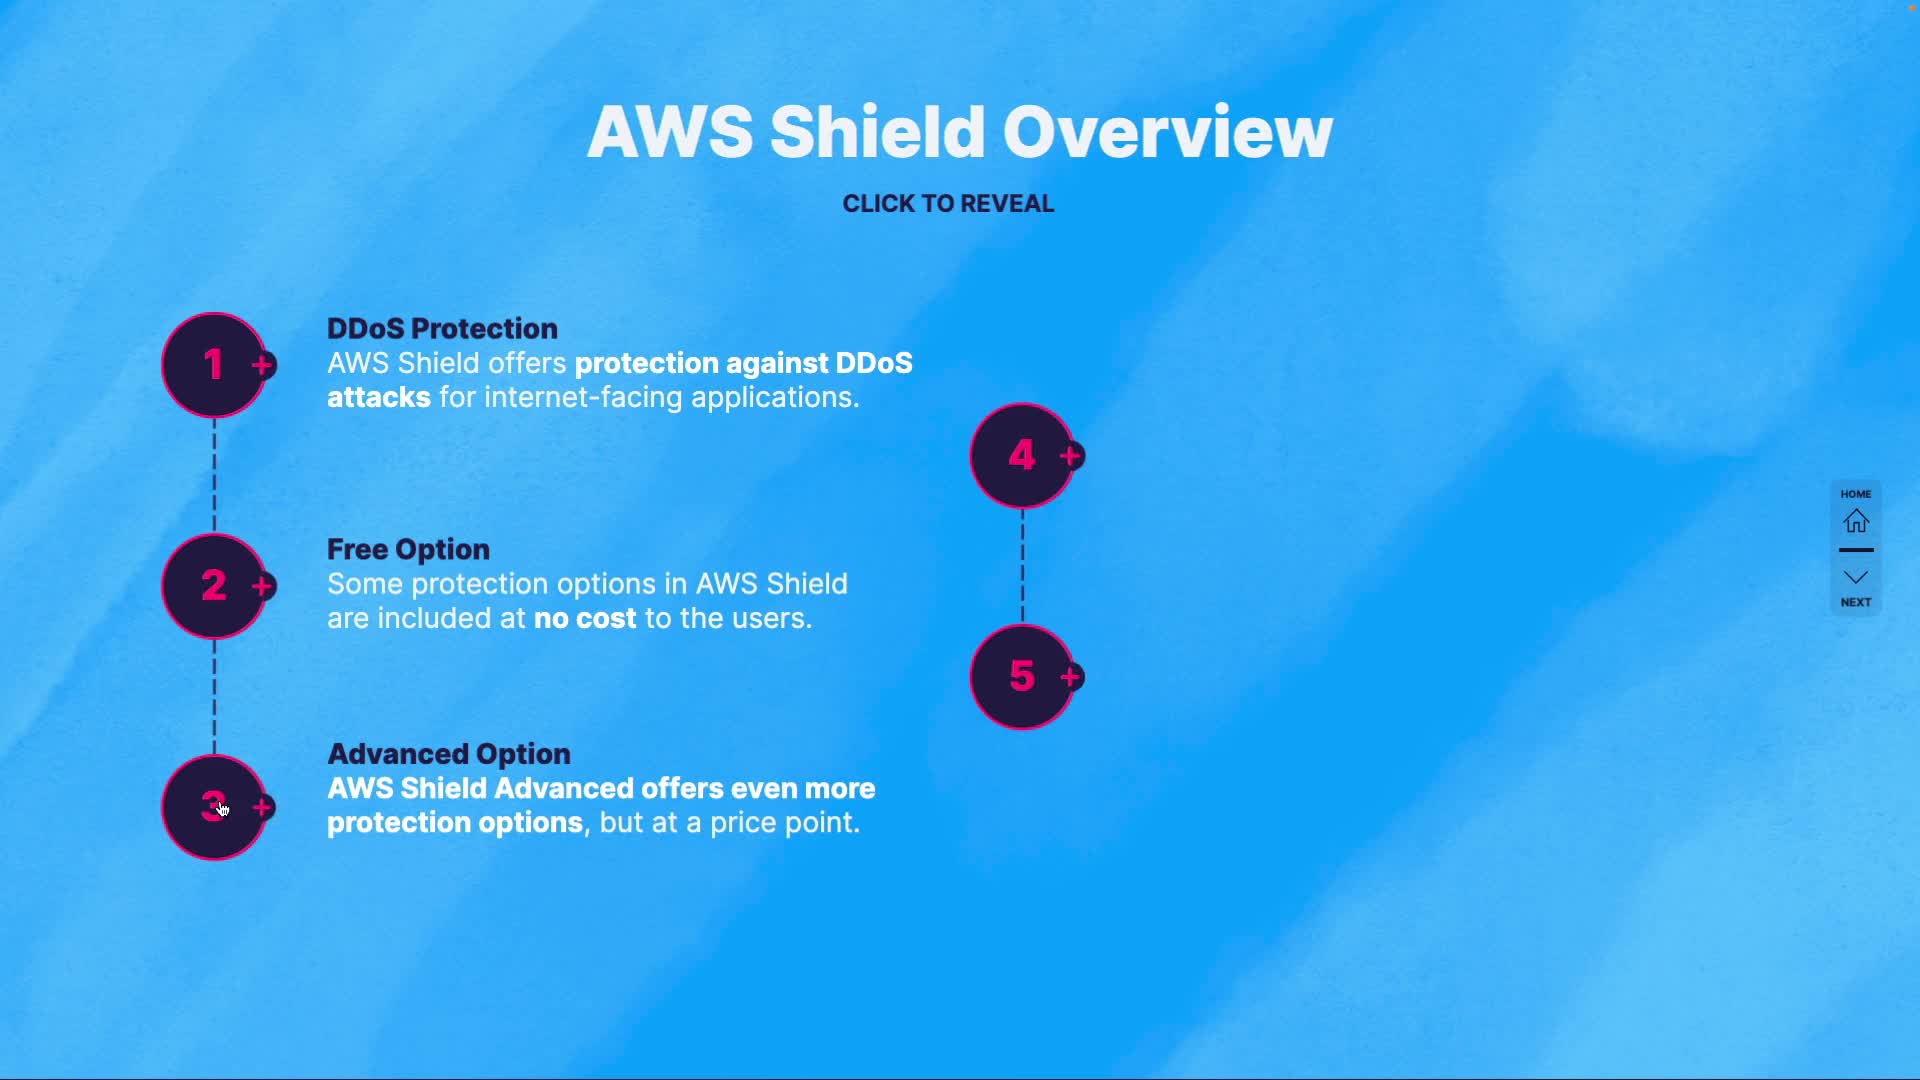 AWS Shield Overview
CLICK TO REVEAL
1
DDoS Protection
AWS Shield offers protection against DDoS
attacks for internet-facing applications.
2
Free Option
Some protection options in AWS Shield
are included at no cost to the users.
3
Advanced Option
AWS Shield Advanced offers even more
protection options, but at a price point.
4
5
HOME
NEXT